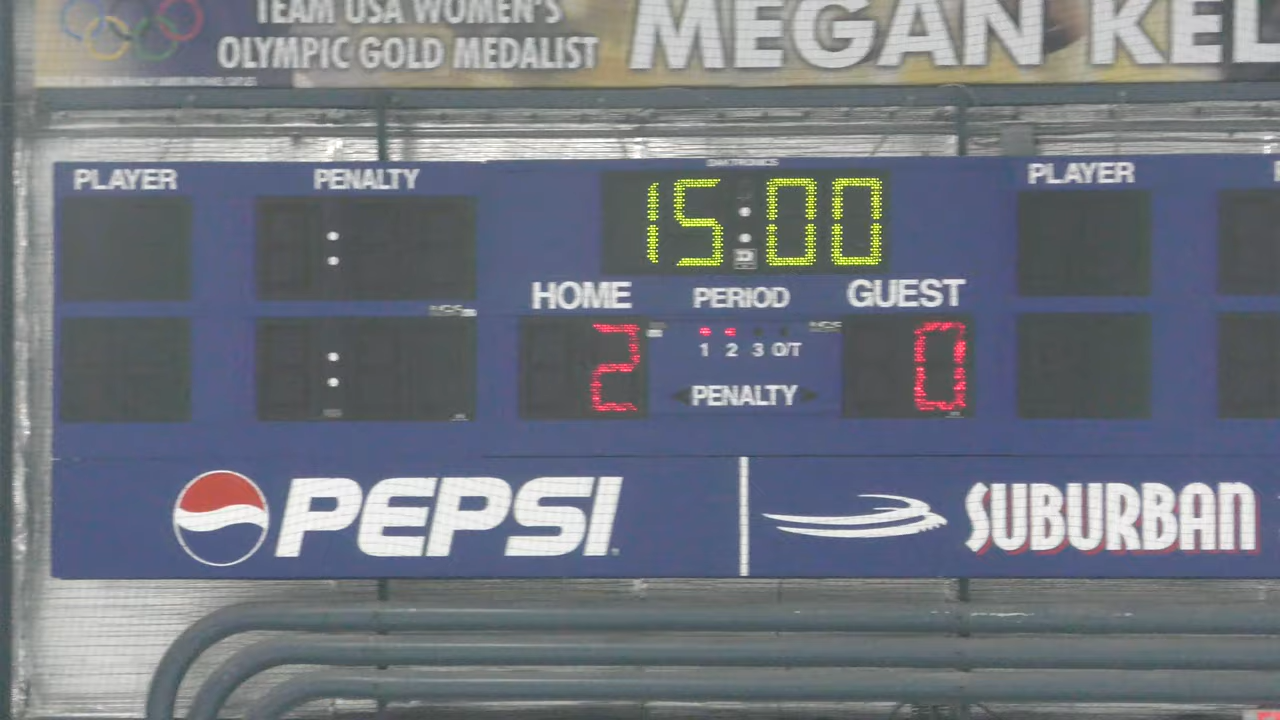 TEAM USA WOMEN'S
OLYMPIC GOLD MEDALIST
MEGAN KEL
DAKTRONICS
PLAYER PENALTY 15:00 PLAYER
HOME PERIOD GUEST
2 1 2 3 O/T 0
PENALTY
PEPSI SUBURBAN